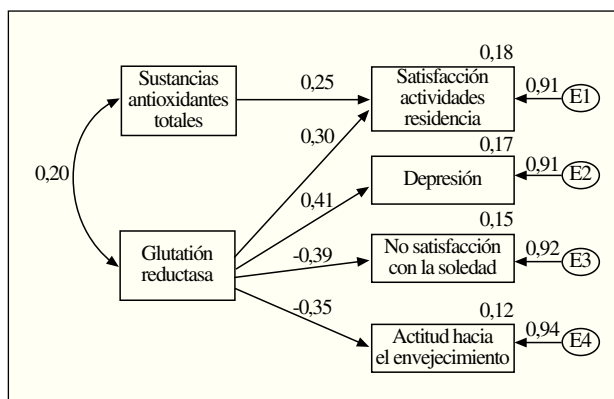 0,18
Sustancias
antioxidantes
totales
0,25
Satisfacción
actividades
residencia
0,91
E1
0,30
0,17
0,20
0,41
Depresión
0,91
E2
0,15
Glutatión
reductasa
-0,39
No satisfacción
con la soledad
0,92
E3
-0,35
0,12
Actitud hacia
el envejecimiento
0,94
E4